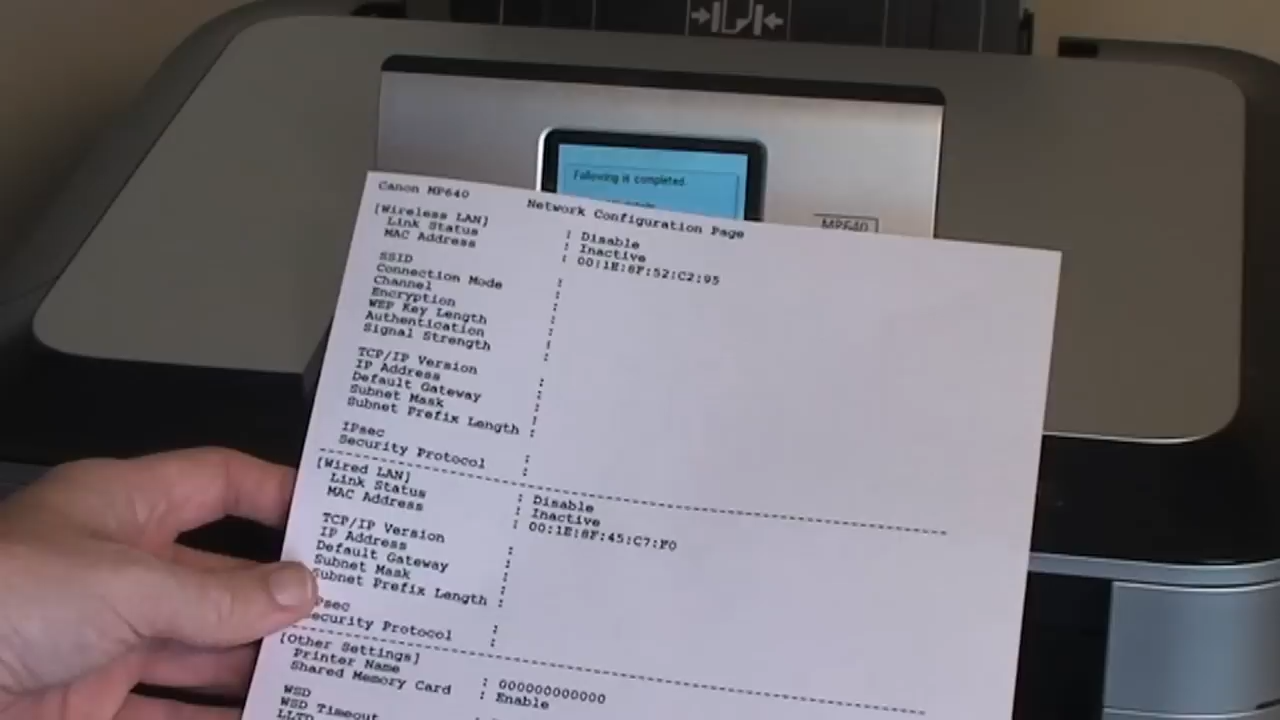 Following is completed.
MP640
Canon MP640 Network Configuration Page
[Wireless LAN] : Disable
Link Status : Inactive
MAC Address : 00:1E:8F:52:C2:95
SSID :
Connection Mode :
Channel :
Encryption :
WEP Key Length :
Authentication :
Signal Strength :
TCP/IP Version :
IP Address :
Default Gateway :
Subnet Mask :
Subnet Prefix Length :
IPsec :
Security Protocol :
[Wired LAN] : Disable
Link Status : Inactive
MAC Address : 00:1E:8F:45:C7:F0
TCP/IP Version :
IP Address :
Default Gateway :
Subnet Mask :
Subnet Prefix Length :
Psec :
ecurity Protocol :
[Other Settings]
Printer Name : 000000000000
Shared Memory Card : Enable
WSD
WSD Timeout
LLTD